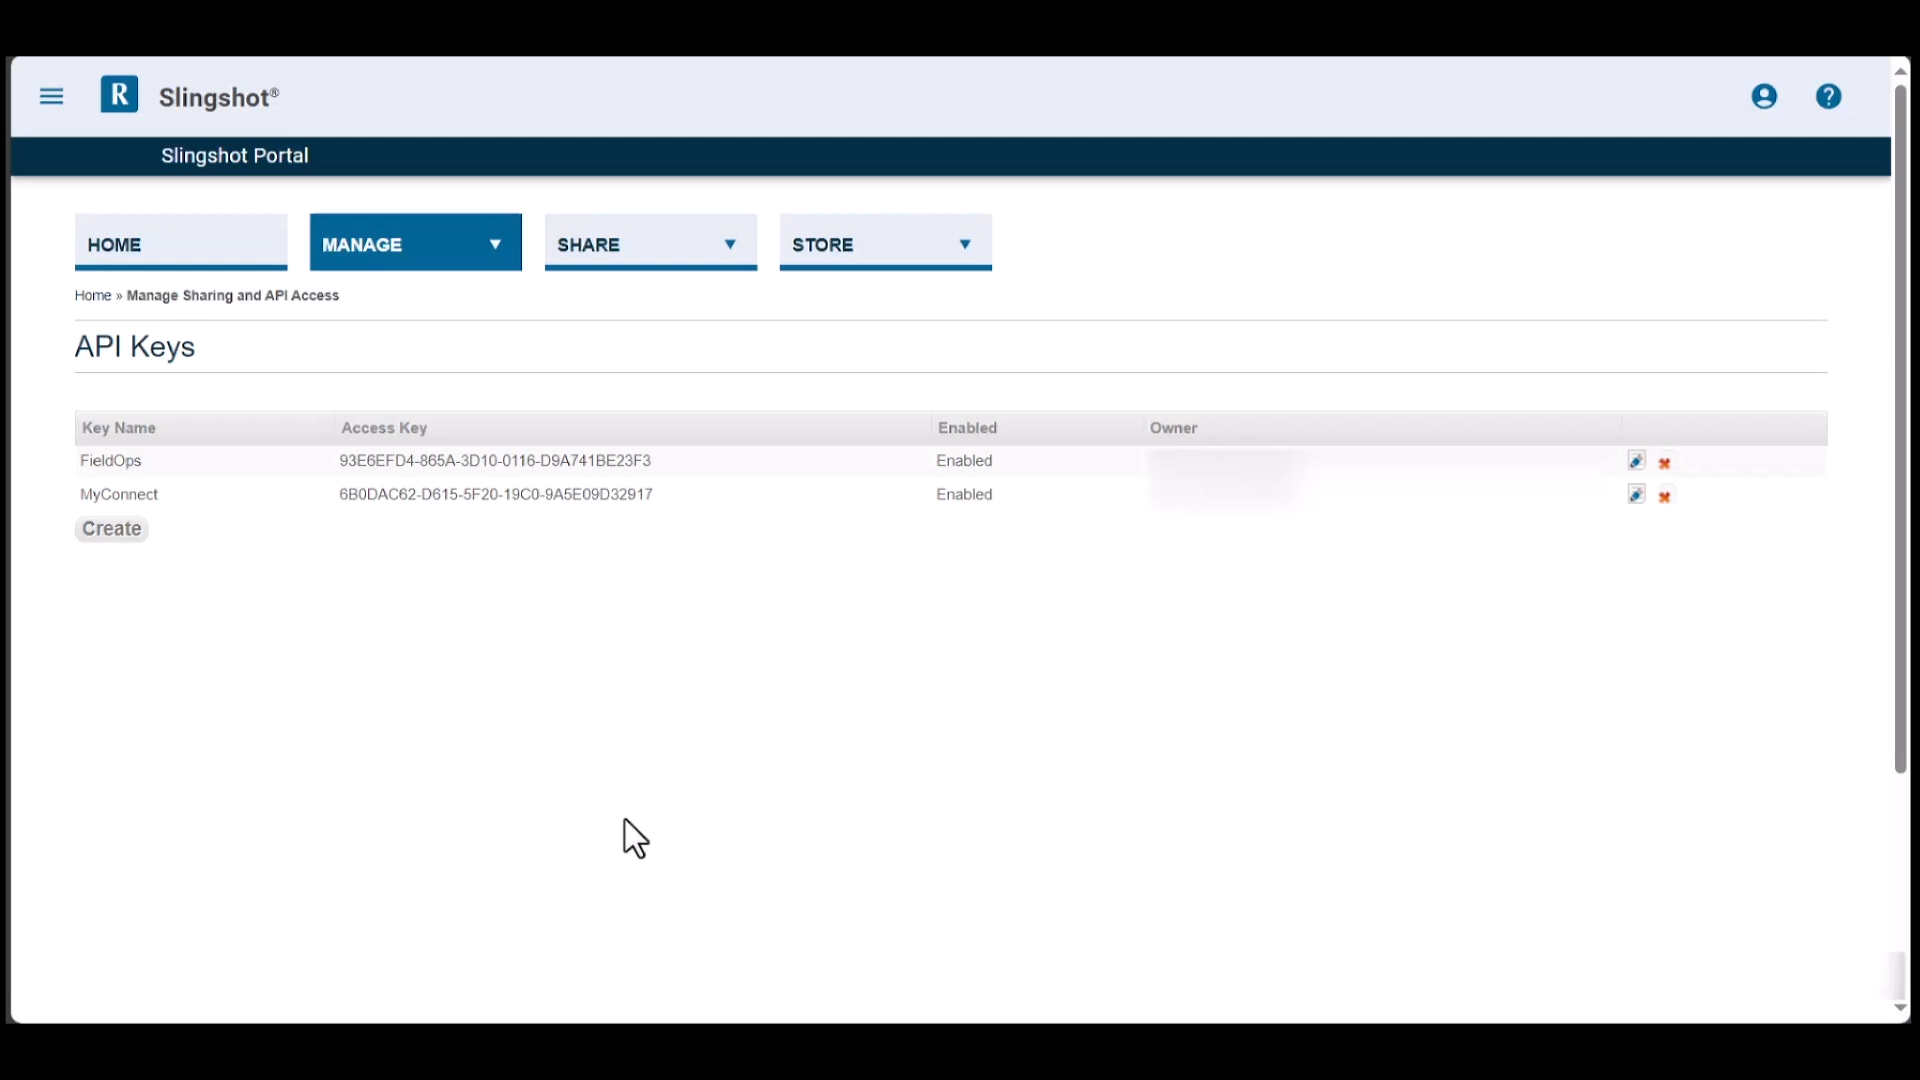 R Slingshot®
Slingshot Portal
HOME MANAGE SHARE STORE
Home » Manage Sharing and API Access
API Keys
Key Name Access Key Enabled Owner
FieldOps 93E6EFD4-865A-3D10-0116-D9A741BE23F3 Enabled
MyConnect 6B0DAC62-D615-5F20-19C0-9A5E09D32917 Enabled
Create